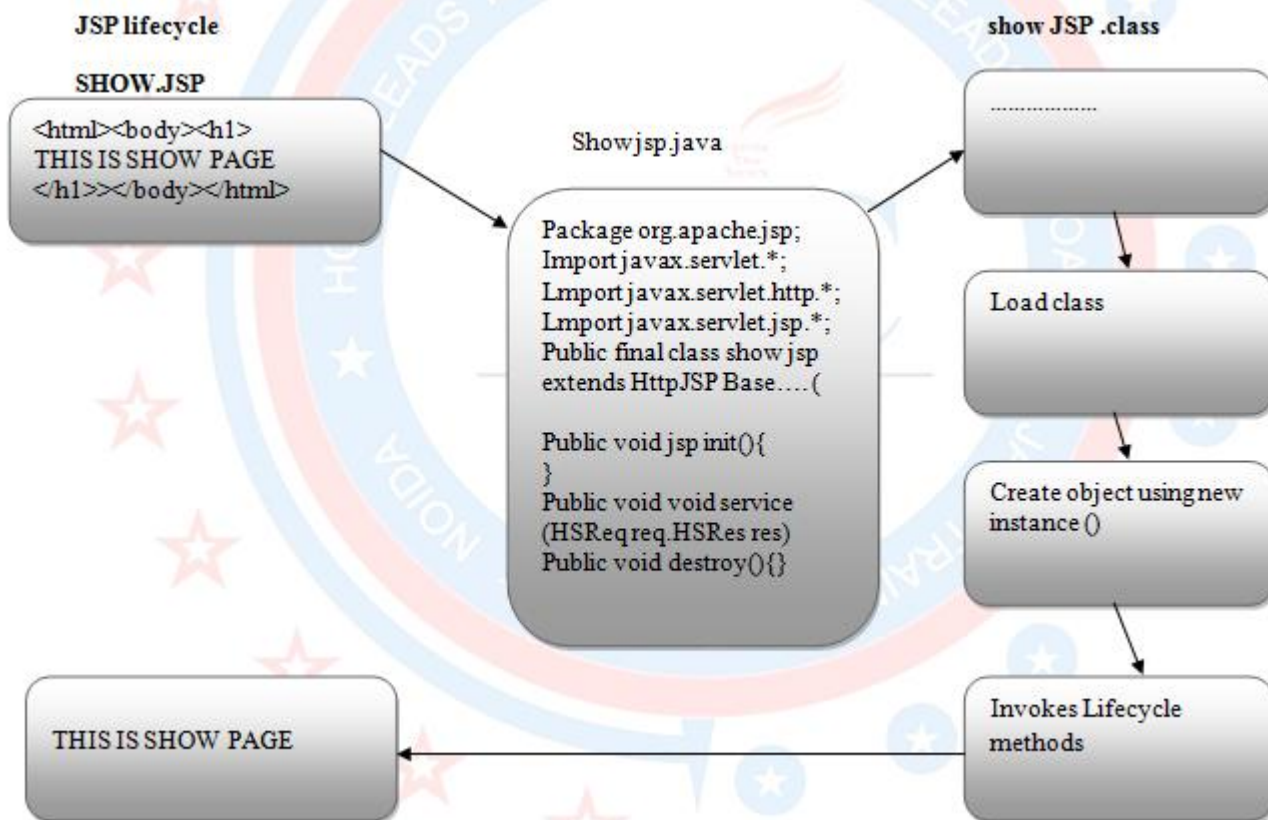 JSP lifecycle
SHOW.JSP
<html><body><h1>
THIS IS SHOW PAGE
</h1>></body></html>
Showjsp.java
Package org.apache.jsp;
Import javax.servlet.*;
Lmport javax.servlet.http.*;
Lmport javax.servlet.jsp.*;
Public final class show jsp
extends HttpJSP Base.... (
Public void jsp init(){
}
Public void void service
(HSReq req.HSRes res)
Public void destroy(){}
show JSP .class
...................
Load class
Create object using new
instance ()
Invokes Lifecycle
methods
THIS IS SHOW PAGE
NOIDA